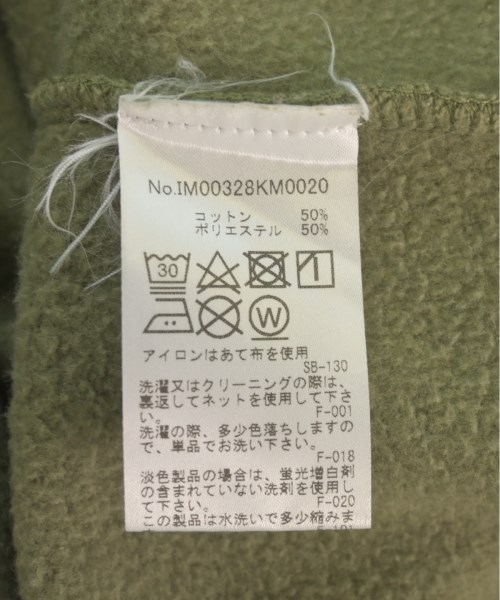 No.IM00328KM0020
コットン 50%
ポリエステル 50%
30
W
アイロンはあて布を使用
SB-130
洗濯又はクリーニングの際は、
裏返してネットを使用して下さ
い。
F-001
洗濯の際、多少色落ちしますの
で、単品でお洗い下さい。
F-018
淡色製品の場合は、蛍光増白剤
の含まれていない洗剤を使用し
て下さい。
F-020
この製品は水洗いで多少縮みま